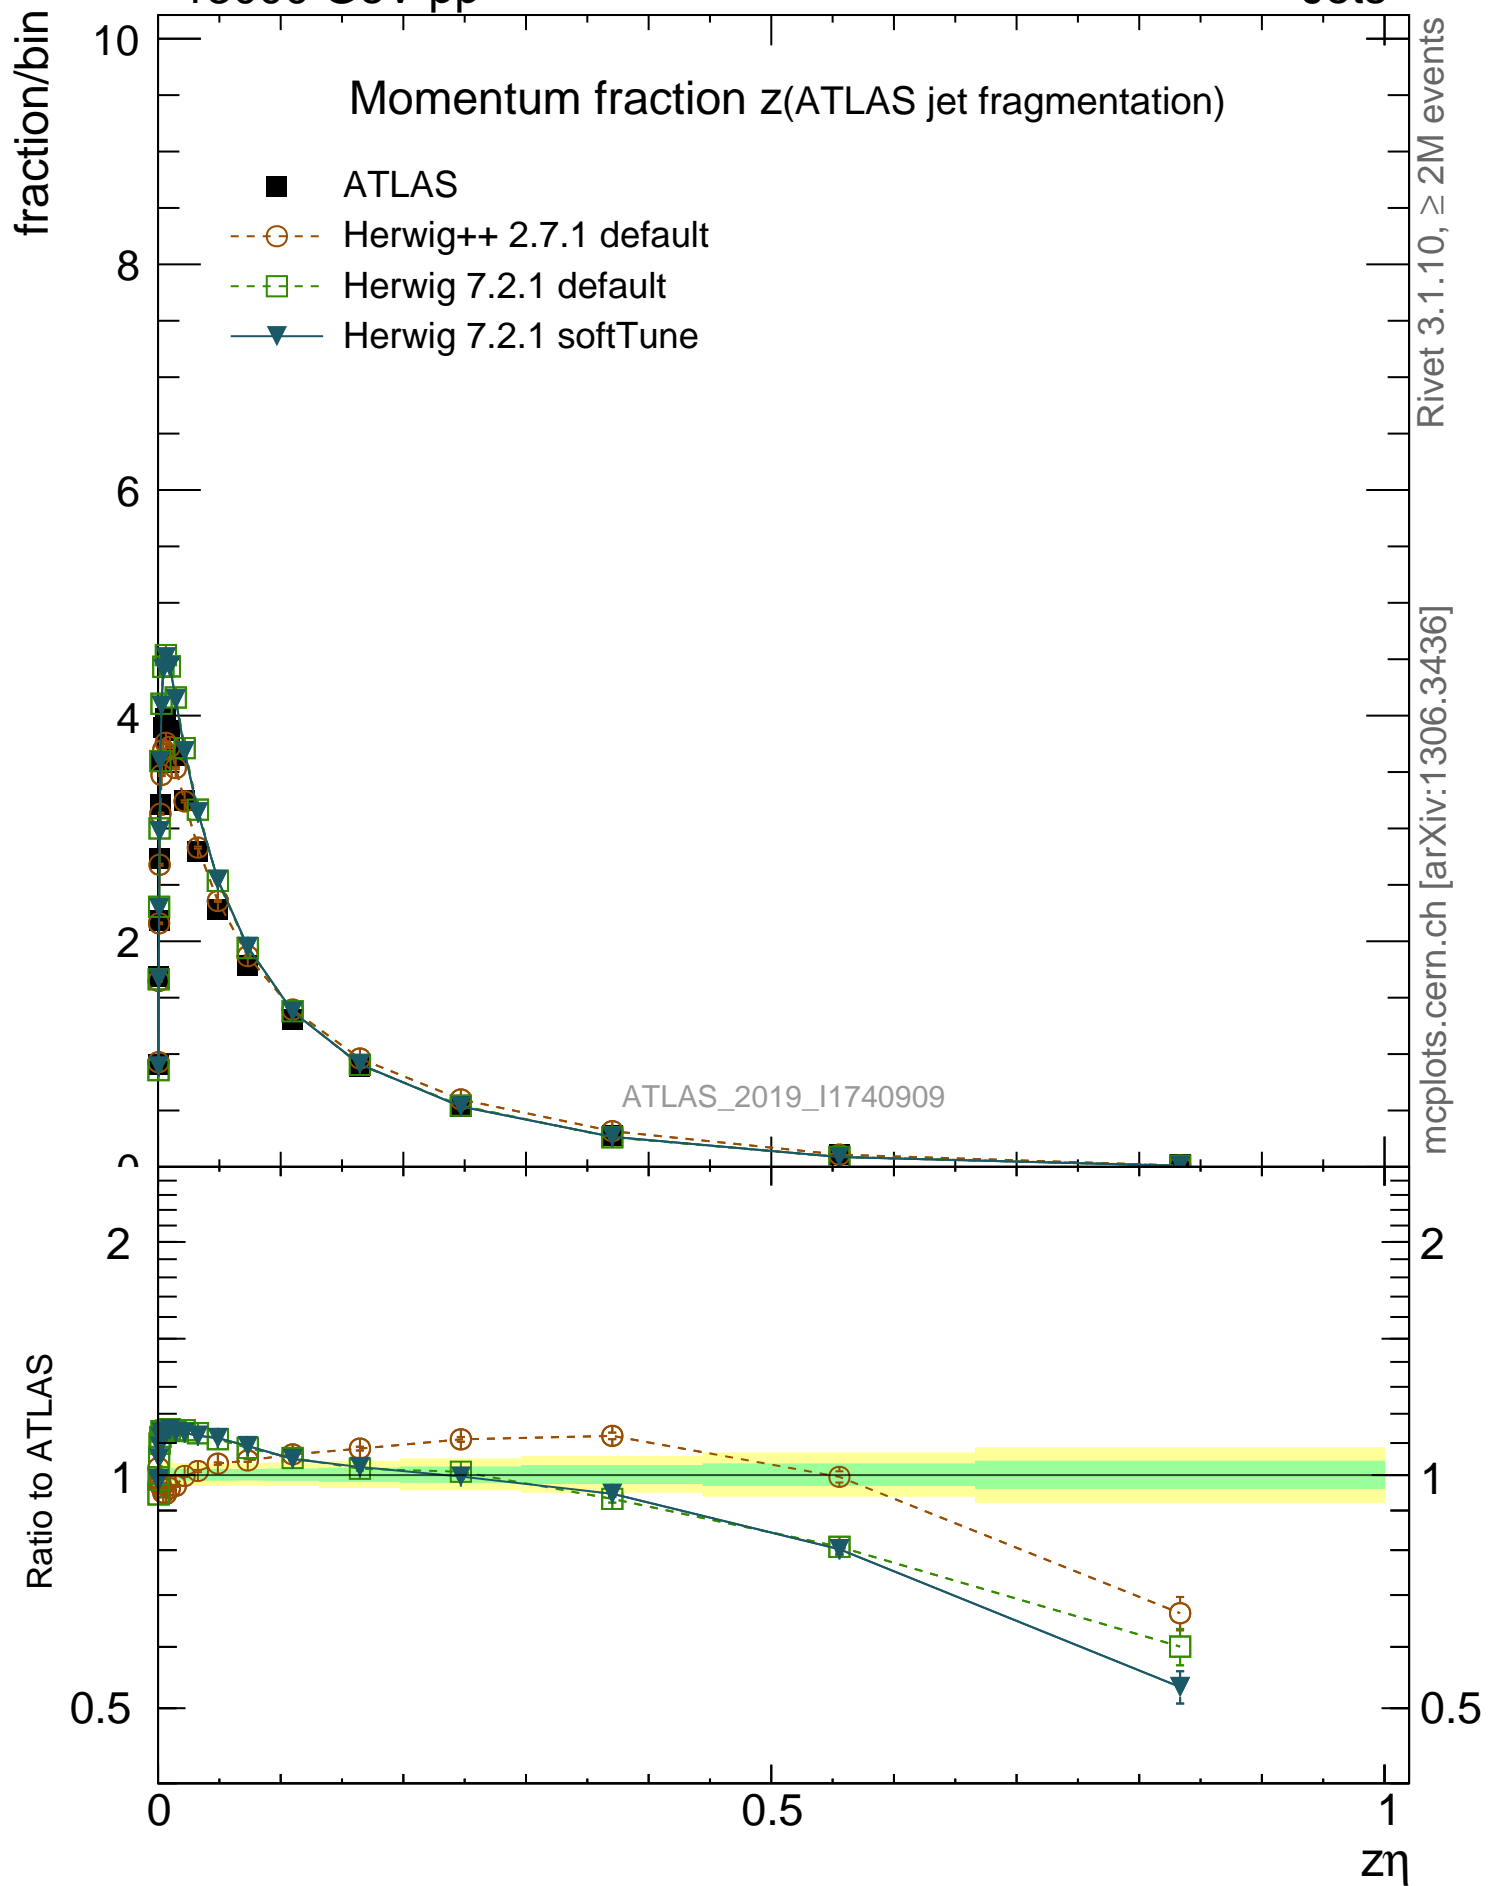 fraction/bin
10
8
6
4
2
Momentum fraction z(ATLAS jet fragmentation)
ATLAS
Herwig++ 2.7.1 default
Herwig 7.2.1 default
Herwig 7.2.1 softTune
ATLAS_2019_I1740909
Rivet 3.1.10, ≥ 2M events
mcplots.cern.ch [arXiv:1306.3436]
Ratio to ATLAS
2
1
0.5
2
1
0.5
0
0.5
1
zη